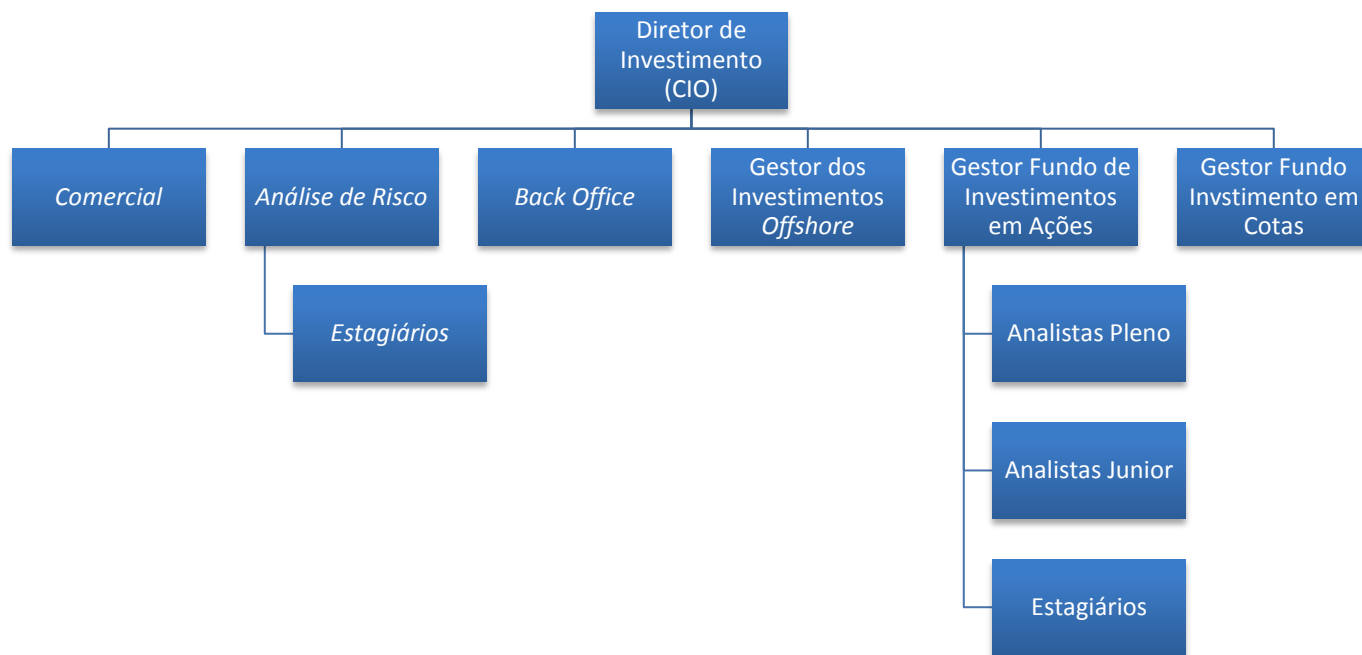 Diretor de
Investimento
(CIO)
Comercial
Análise de Risco
Back Office
Gestor dos
Investimentos
Offshore
Gestor Fundo de
Investimentos
em Ações
Gestor Fundo
Invstimento em
Cotas
Estagiários
Analistas Pleno
Analistas Junior
Estagiários